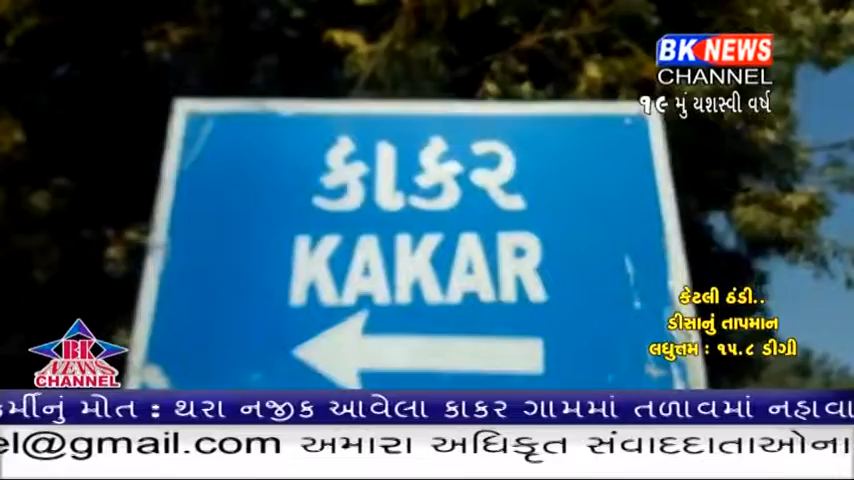 BK NEWS
CHANNEL
૧૯ મું યશસ્વી વર્ષ
કાકર
KAKAR
કેટલી ઠંડી..
ડીસાનું તાપમાન
લઘુત્તમ : ૧૫.૮ ડીગ્રી
BK
NEWS
CHANNEL
કર્મીનું મોત : થરા નજીક આવેલા કાકર ગામમાં તળાવમાં નહાવા
el@gmail.com અમારા અધિકૃત સંવાદદાતાઓના